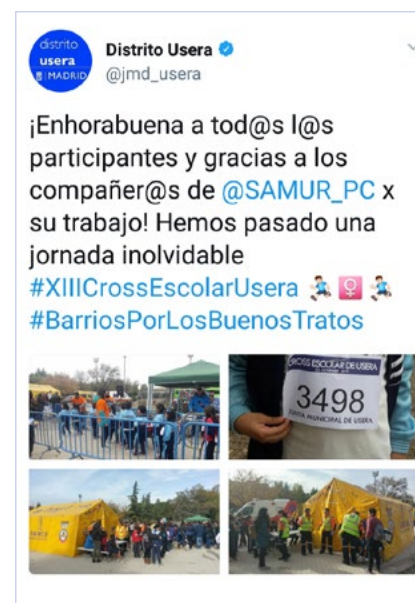 distrito
usera
MADRID
Distrito Usera
@jmd_usera
¡Enhorabuena a tod@s l@s
participantes y gracias a los
compañer@s de @SAMUR_PC x
su trabajo! Hemos pasado una
jornada inolvidable
#XIIICrossEscolarUsera
#BarriosPorLosBuenosTratos
CROSS ESCOLAR DE USERA
3498
JUNTA MUNICIPAL DE USERA